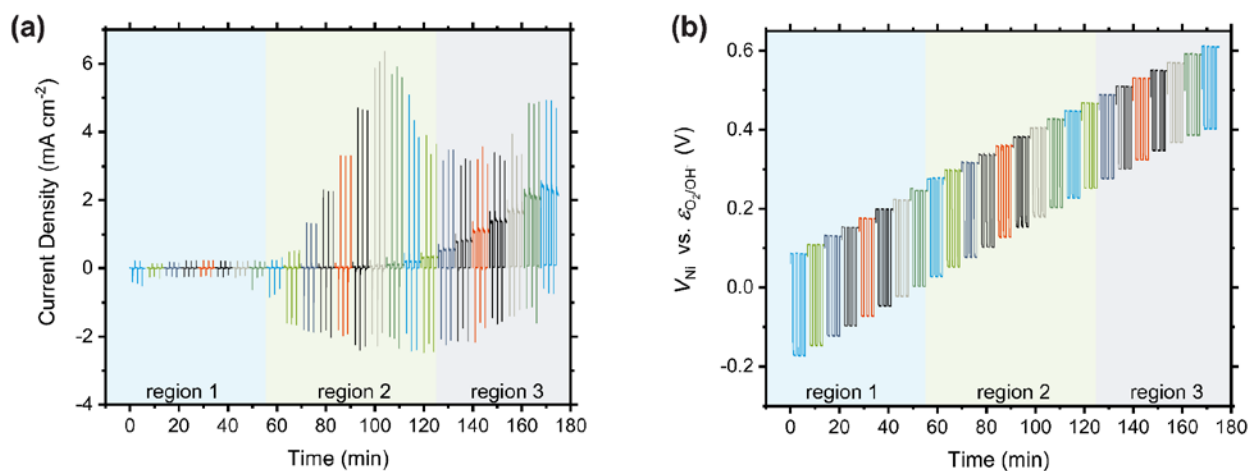 (a)
Current Density (mA cm⁻²)
6
4
2
0
-2
-4
region 1
region 2
region 3
0 20 40 60 80 100 120 140 160 180
Time (min)
(b)
V_Ni vs. ε_O₂/OH⁻ (V)
0.6
0.4
0.2
0.0
-0.2
region 1
region 2
region 3
0 20 40 60 80 100 120 140 160 180
Time (min)